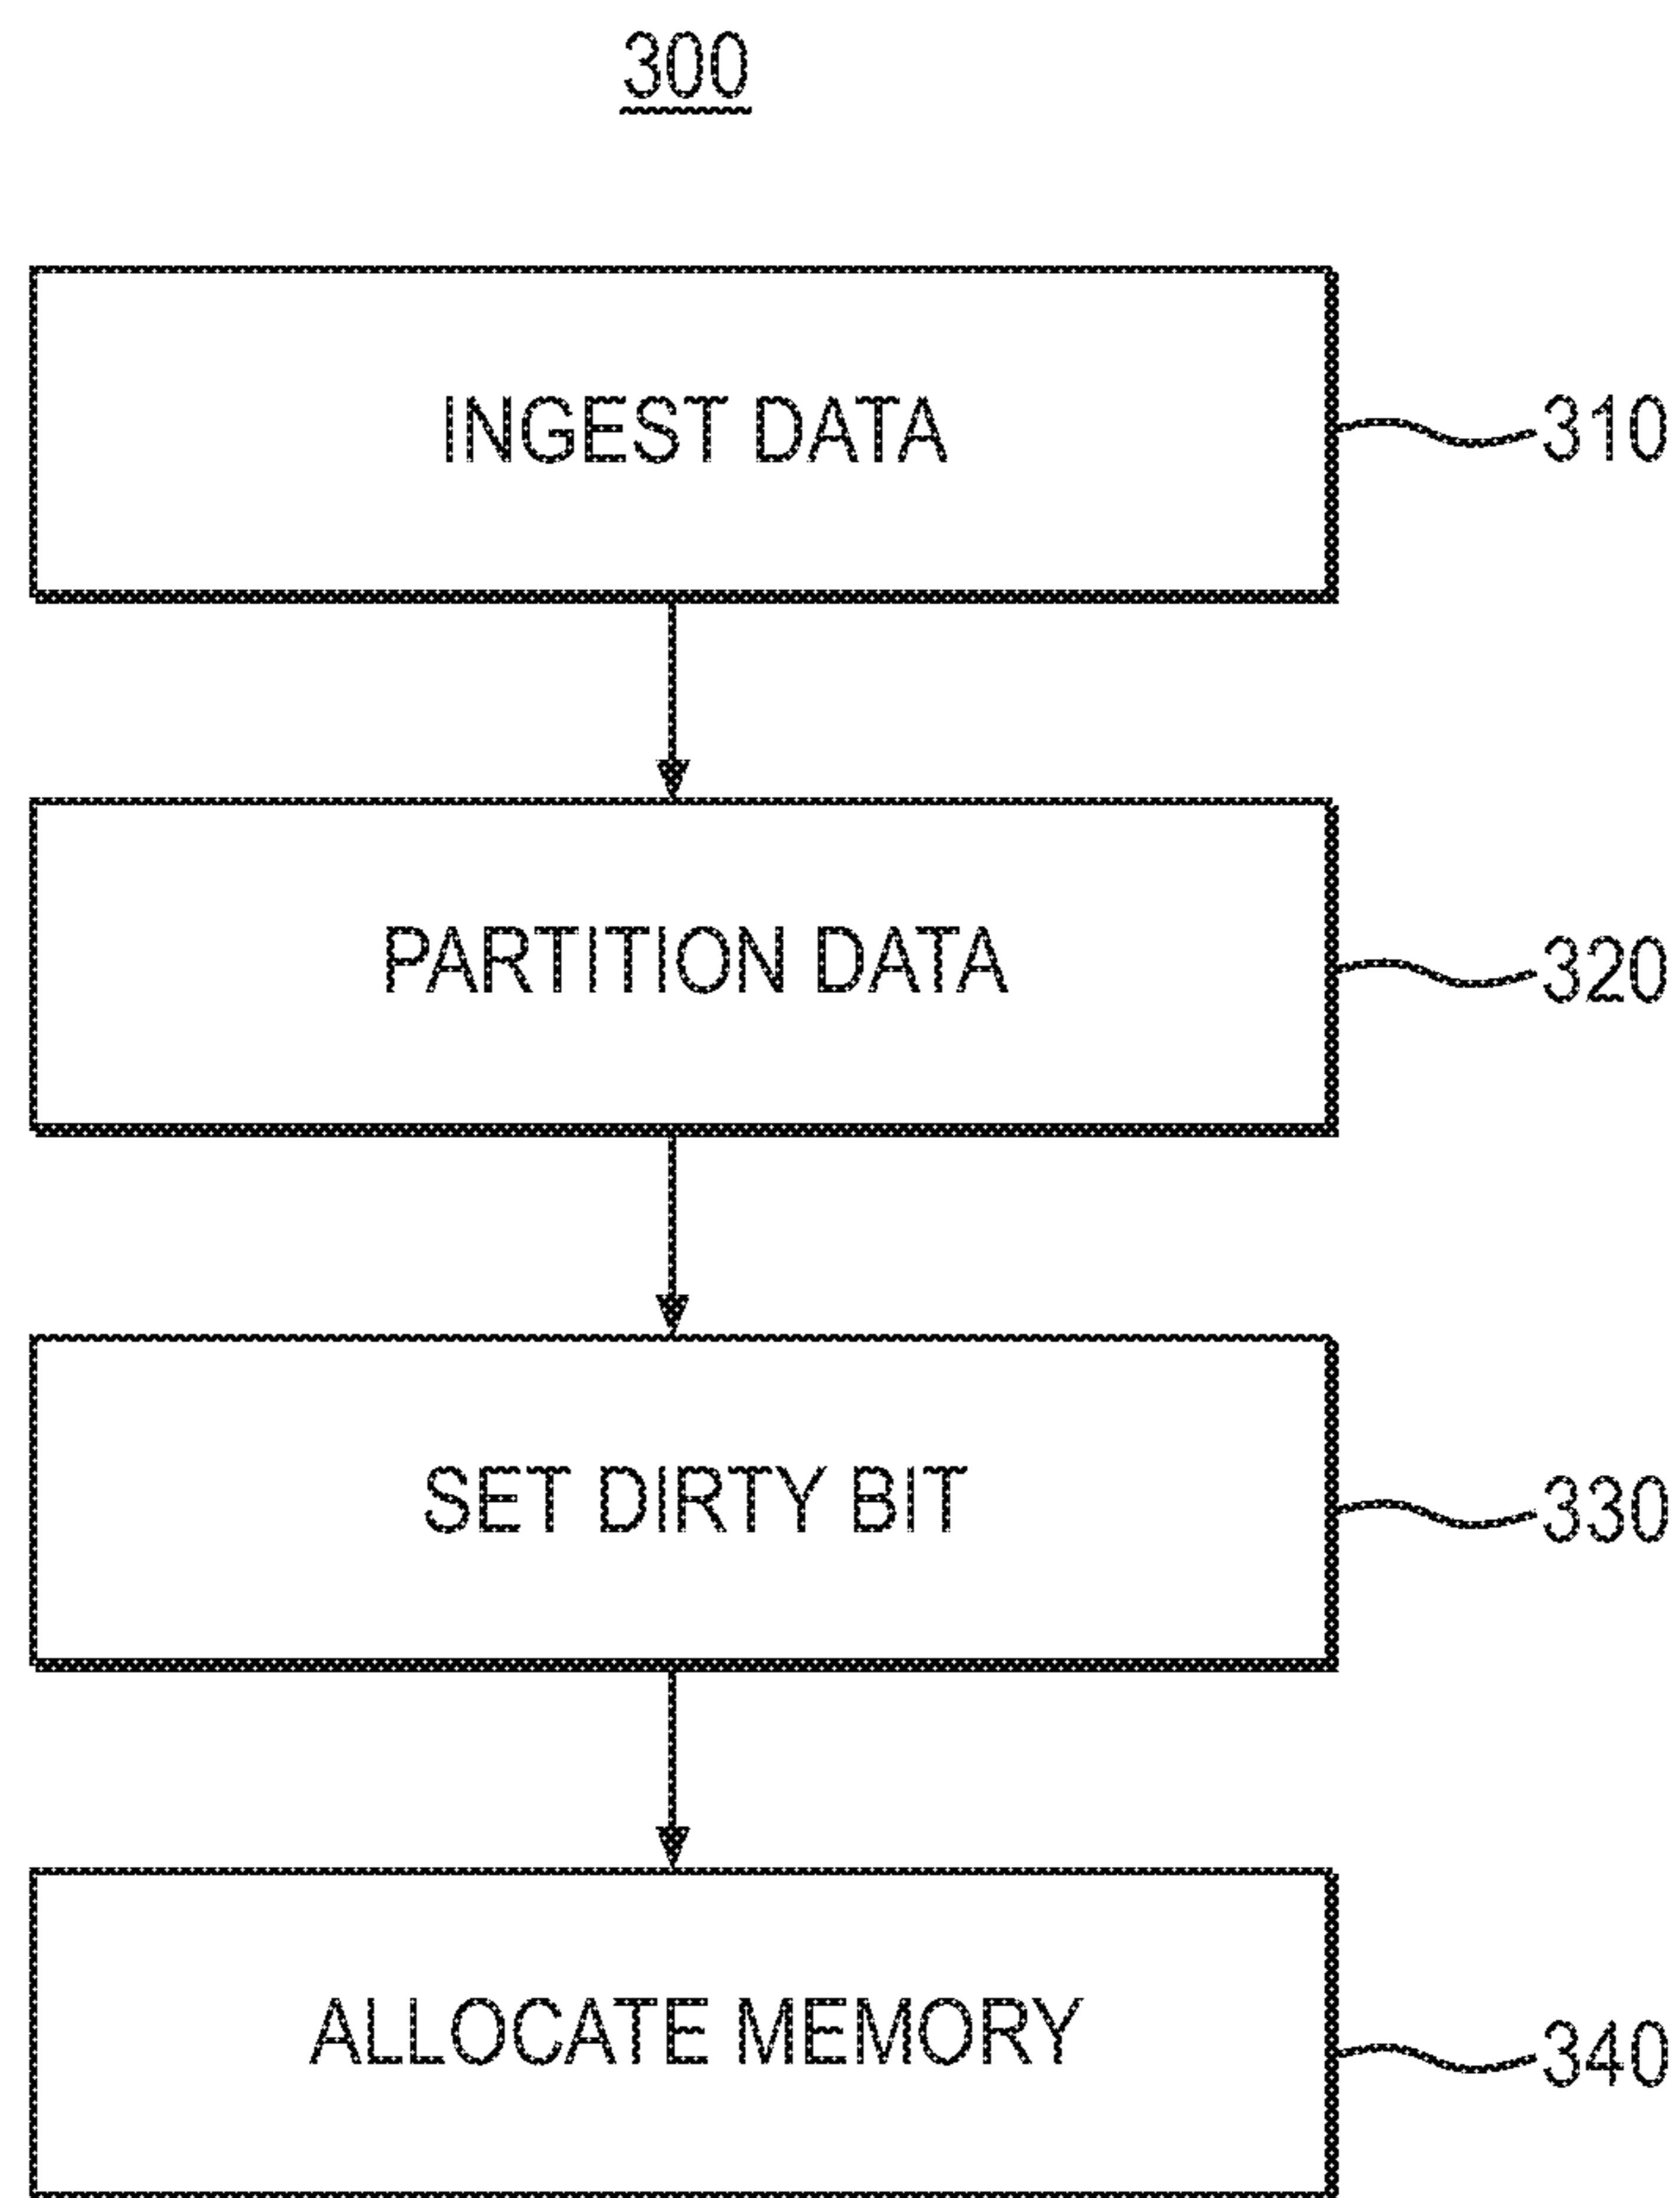 300
INGEST DATA
310
PARTITION DATA
320
SET DIRTY BIT
330
ALLOCATE MEMORY
340